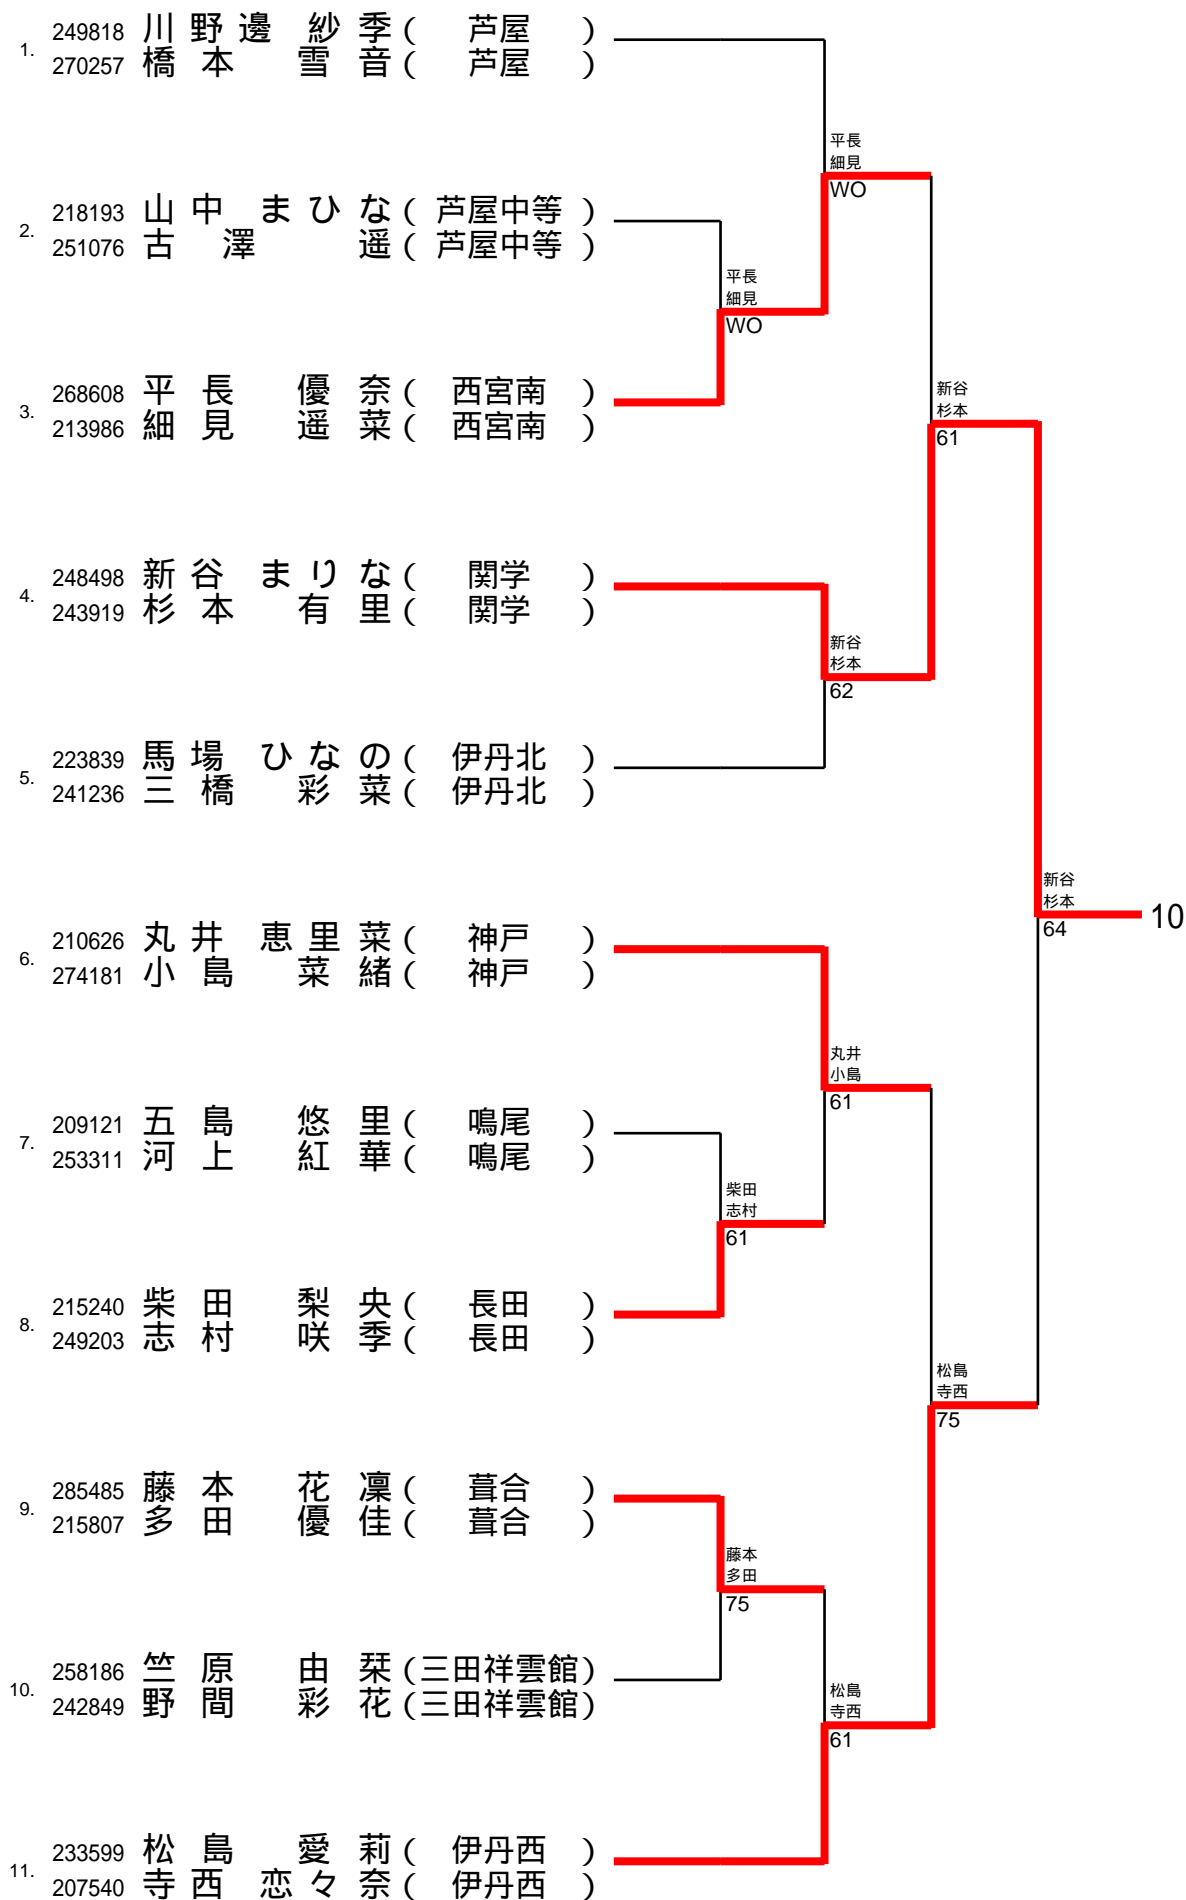 1. 249818 川野邊 紗季 ( 芦屋 )
270257 橋本 雪音 ( 芦屋 )
平長
細見
WO
2. 218193 山中 まひな ( 芦屋中等 )
251076 古澤 遥 ( 芦屋中等 )
平長
細見
WO
3. 268608 平長 優奈 ( 西宮南 )
213986 細見 遥菜 ( 西宮南 )
新谷
杉本
61
4. 248498 新谷 まりな ( 関学 )
243919 杉本 有里 ( 関学 )
新谷
杉本
62
5. 223839 馬場 ひなの ( 伊丹北 )
241236 三橋 彩菜 ( 伊丹北 )
新谷
杉本
64
10
6. 210626 丸井 恵里菜 ( 神戸 )
274181 小島 菜緒 ( 神戸 )
丸井
小島
61
7. 209121 五島 悠里 ( 鳴尾 )
253311 河上 紅華 ( 鳴尾 )
柴田
志村
61
8. 215240 柴田 梨央 ( 長田 )
249203 志村 咲季 ( 長田 )
松島
寺西
75
9. 285485 藤本 花凜 ( 葺合 )
215807 多田 優佳 ( 葺合 )
藤本
多田
75
10. 258186 竺原 由栞 (三田祥雲館)
242849 野間 彩花 (三田祥雲館)
松島
寺西
61
11. 233599 松島 愛莉 ( 伊丹西 )
207540 寺西 恋々奈 ( 伊丹西 )